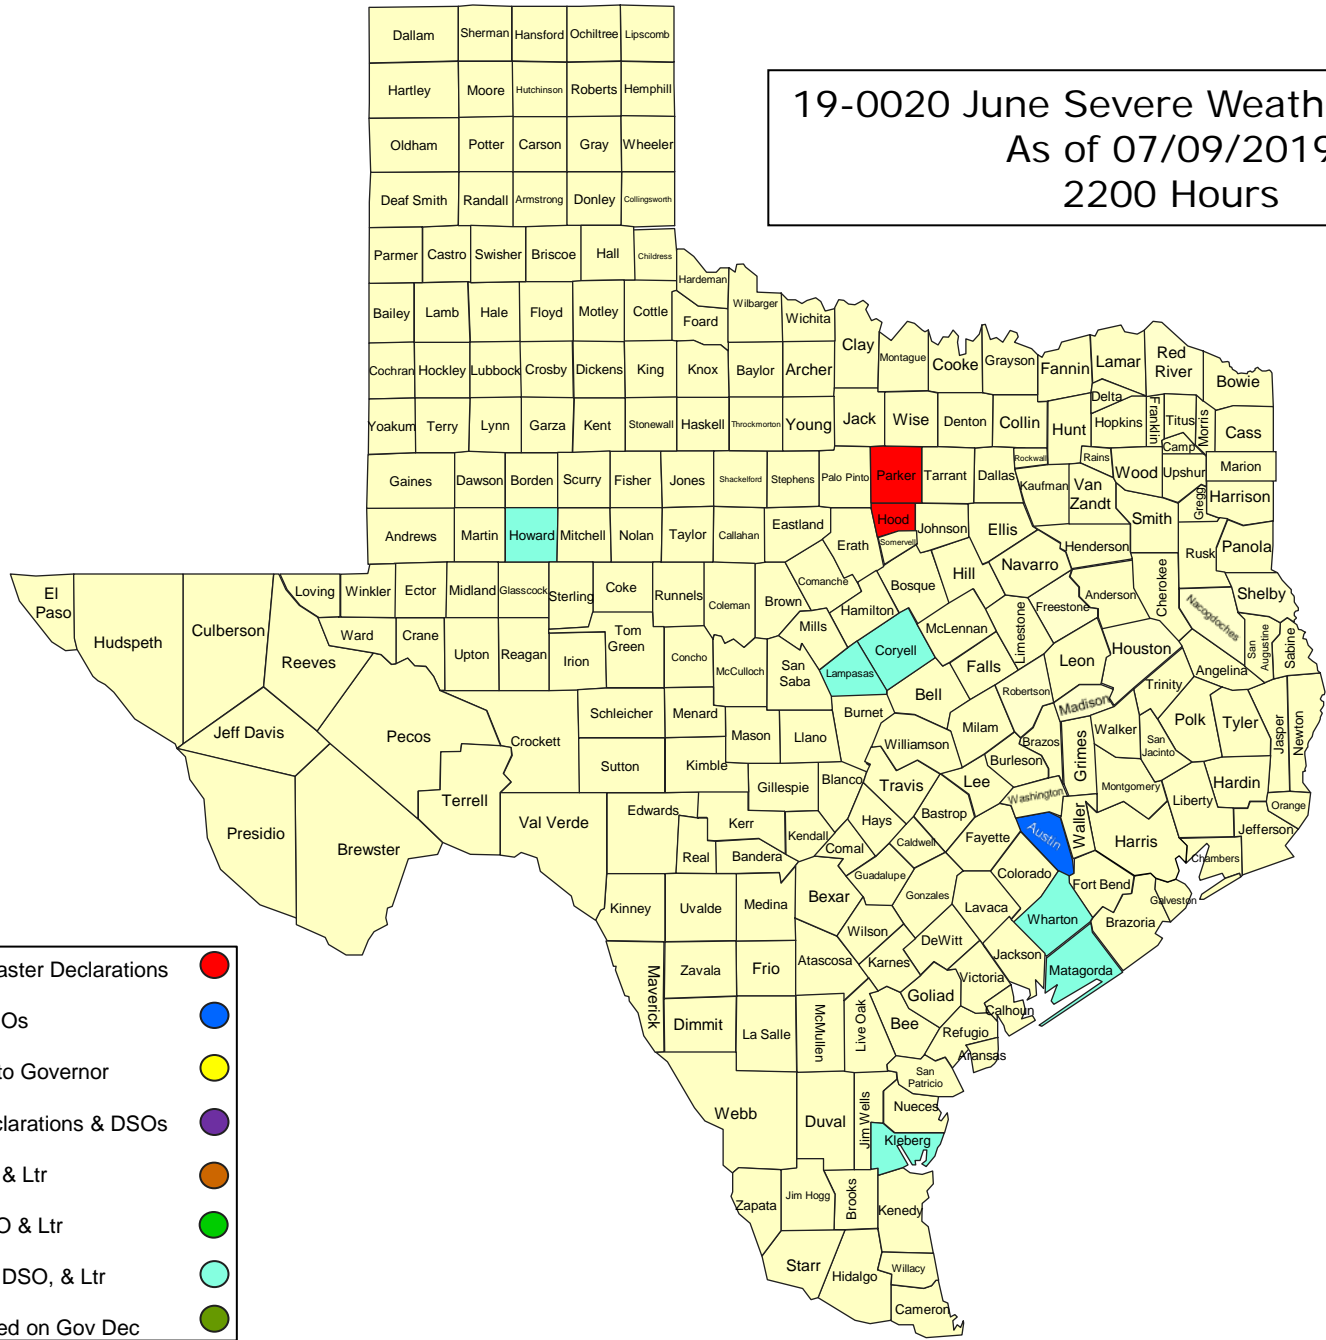 Dallam Sherman Hansford Ochiltree Lipscomb
Hartley Moore Hutchinson Roberts Hemphill
19-0020 June Severe Weath
As of 07/09/2019
2200 Hours
Oldham Potter Carson Gray Wheeler
Deaf Smith Randall Armstrong Donley Collingsworth
Parmer Castro Swisher Briscoe Hall Childress
Hardeman
Bailey Lamb Hale Floyd Motley Cottle Foard Wilbarger Wichita
Clay Montague Cooke Grayson Fannin Lamar Red River Bowie
Cochran Hockley Lubbock Crosby Dickens King Knox Baylor Archer
Delta
Yoakum Terry Lynn Garza Kent Stonewall Haskell Throckmorton Young Jack Wise Denton Collin Hunt Hopkins Franklin Titus Morris Cass
Camp
Gaines Dawson Borden Scurry Fisher Jones Shackelford Stephens Palo Pinto Parker Tarrant Dallas Rockwall Kaufman Rains Van Zandt Wood Upshur Gregg Marion
Harrison
Andrews Martin Howard Mitchell Nolan Taylor Callahan Eastland Erath Hood Somervell Johnson Ellis Henderson Smith Rusk Panola
El Paso Hudspeth Culberson Loving Winkler Ector Midland Glasscock Sterling Coke Runnels Coleman Brown Comanche Hamilton Bosque Hill Navarro Freestone Anderson Cherokee Nacogdoches Shelby
Reeves Ward Crane Upton Reagan Irion Tom Green Concho McCulloch San Saba Mills Lampasas Coryell McLennan Limestone Falls Leon Houston Angelina San Augustine Sabine
Jeff Davis Pecos Crockett Schleicher Menard Mason Llano Burnet Bell Milam Robertson Madison Trinity Walker San Jacinto Polk Tyler Jasper Newton
Sutton Kimble Gillespie Blanco Williamson Travis Lee Burleson Brazos Grimes Washington Montgomery Liberty Hardin Orange
Presidio Brewster Terrell Val Verde Edwards Real Kerr Bandera Kendall Comal Hays Caldwell Bastrop Fayette Austin Waller Harris Jefferson Chambers
Kinney Uvalde Medina Bexar Guadalupe Gonzales Lavaca Colorado Wharton Fort Bend Brazoria Galveston
Maverick Zavala Frio Atascosa Wilson Karnes DeWitt Jackson Matagorda Victoria
Dimmit La Salle McMullen Live Oak Bee Goliad Refugio Calhoun Aransas
San Patricio
Webb Duval Jim Wells Nueces
Kleberg
Zapata Jim Hogg Brooks Kenedy
Starr Hidalgo Willacy
Cameron
aster Declarations
Os
to Governor
clarations & DSOs
& Ltr
O & Ltr
DSO, & Ltr
ed on Gov Dec